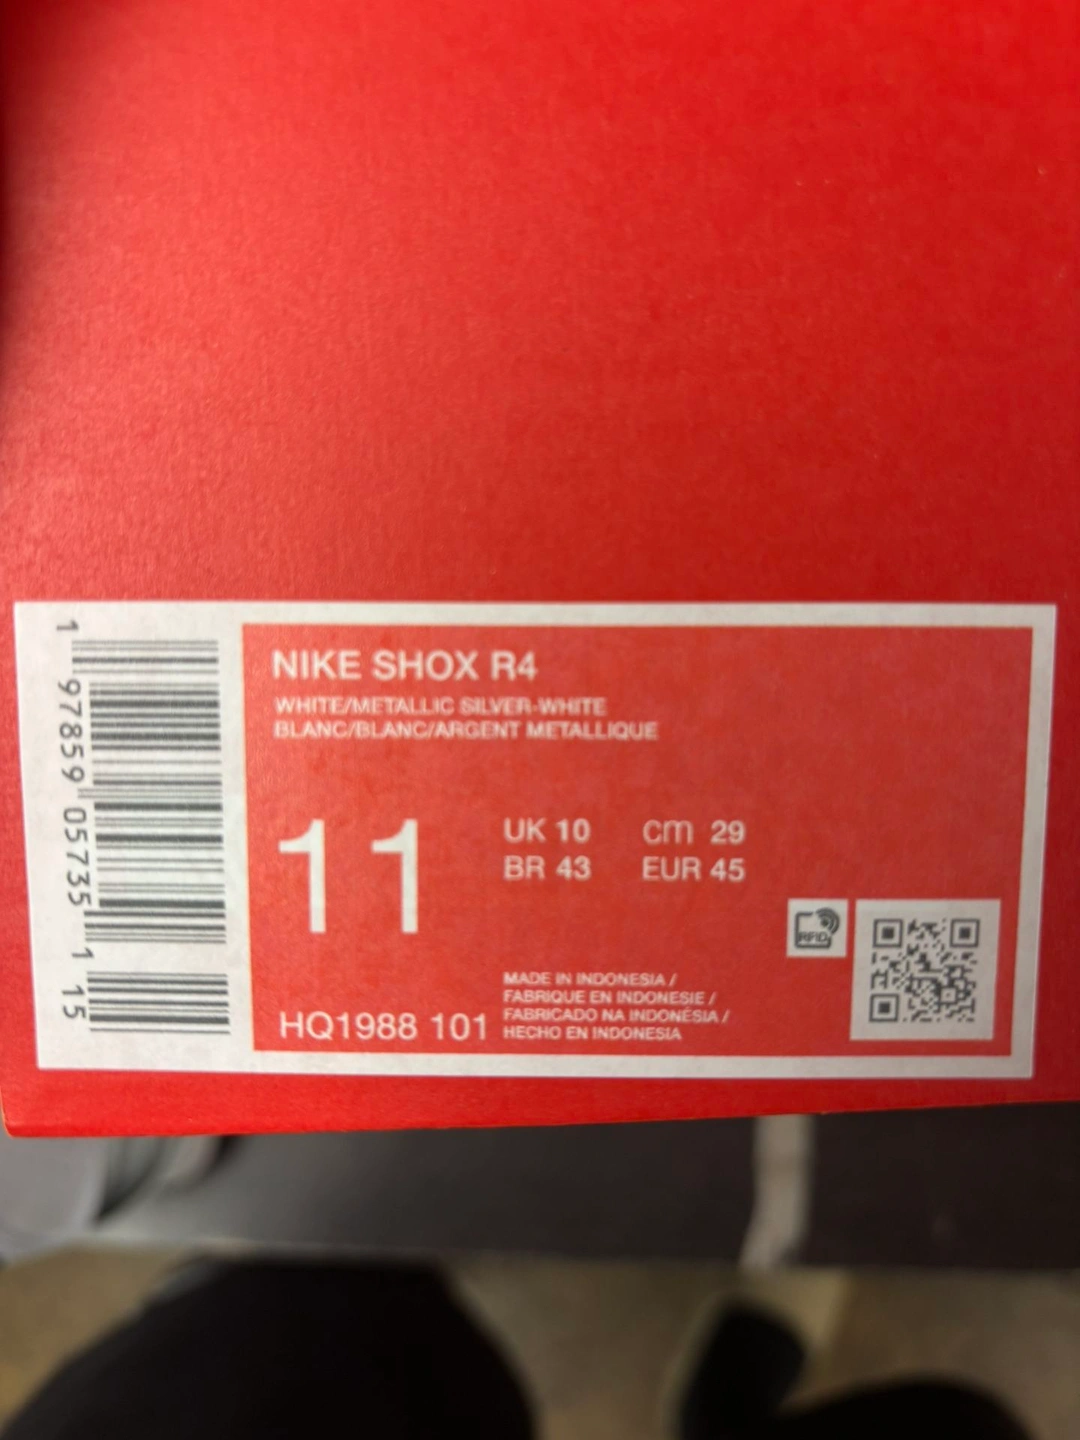 1 97859 05735 1 15
NIKE SHOX R4
WHITE/METALLIC SILVER-WHITE
BLANC/BLANC/ARGENT METALLIQUE
11
UK 10 cm 29
BR 43 EUR 45
RFID
HQ1988 101
MADE IN INDONESIA /
FABRIQUE EN INDONESIE /
FABRICADO NA INDONÉSIA /
HECHO EN INDONESIA